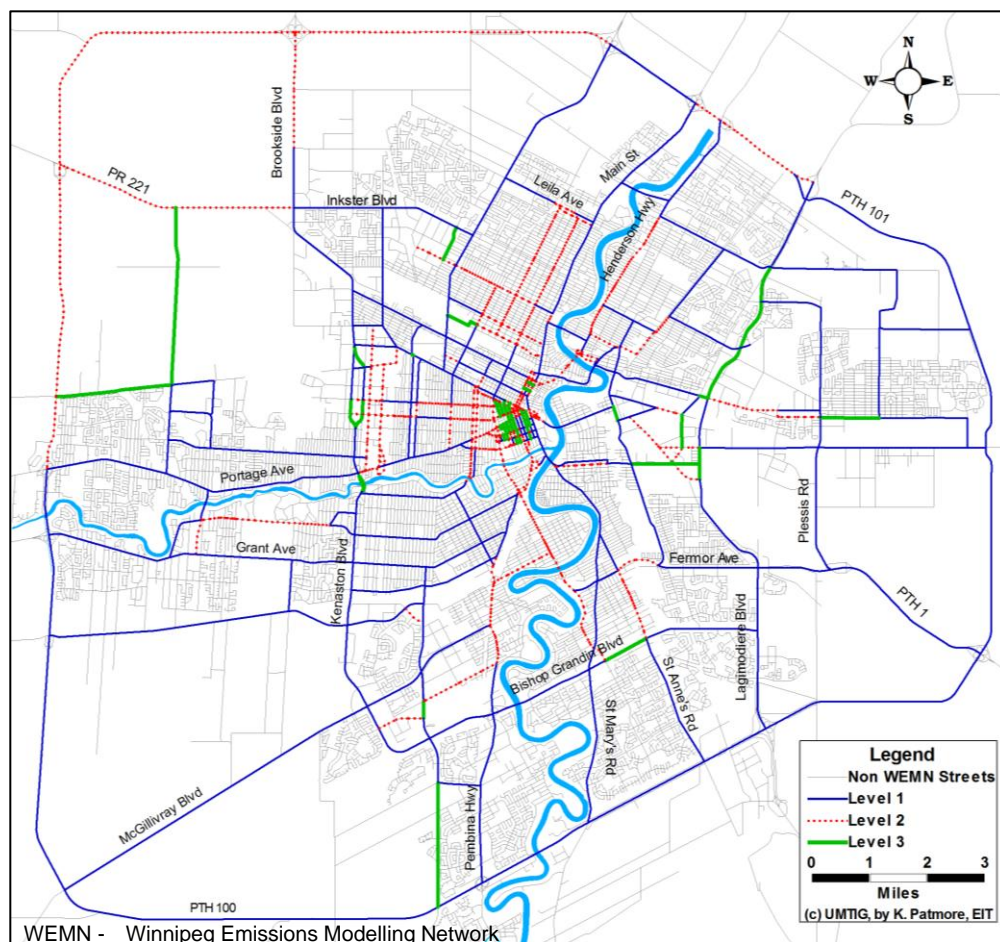 N
W E
S
Brookside Blvd
PR 221
Inkster Blvd
Leila Ave
Main St
Henderson Hwy
PTH 101
Portage Ave
Grant Ave
Kenaston Blvd
Plessis Rd
Fermor Ave
PTH 1
Lagimodiere Blvd
Bishop Grandin Blvd
St Anne's Rd
St Mary's Rd
McGillivray Blvd
Pembina Hwy
PTH 100
Legend
Non WEMN Streets
Level 1
Level 2
Level 3
0 1 2 3
Miles
(c) UMTIG, by K. Patmore, EIT
WEMN - Winnipeg Emissions Modelling Network